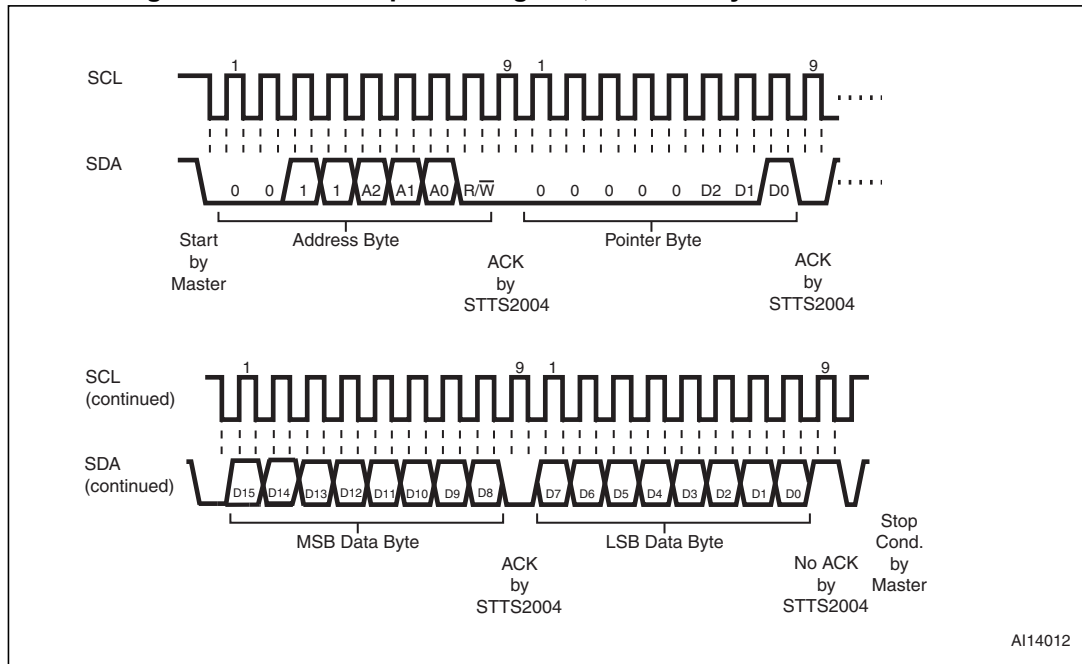 1 9 1 9
SCL
SDA
0 0 1 1 A2 A1 A0 R/W 0 0 0 0 0 D2 D1 D0
Address Byte Pointer Byte
Start
by
Master
ACK
by
STTS2004
ACK
by
STTS2004
1 9 1 9
SCL
(continued)
SDA
(continued)
D15 D14 D13 D12 D11 D10 D9 D8 D7 D6 D5 D4 D3 D2 D1 D0
MSB Data Byte LSB Data Byte
ACK
by
STTS2004
No ACK
by
STTS2004
Stop
Cond.
by
Master
AI14012